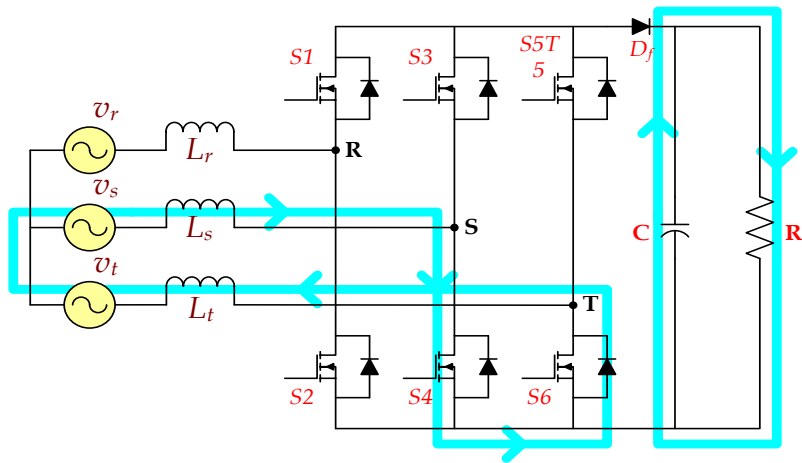 S1
S3
S5T
5
D_f
v_r
L_r
R
v_s
L_s
S
C
R
v_t
L_t
T
S2
S4
S6